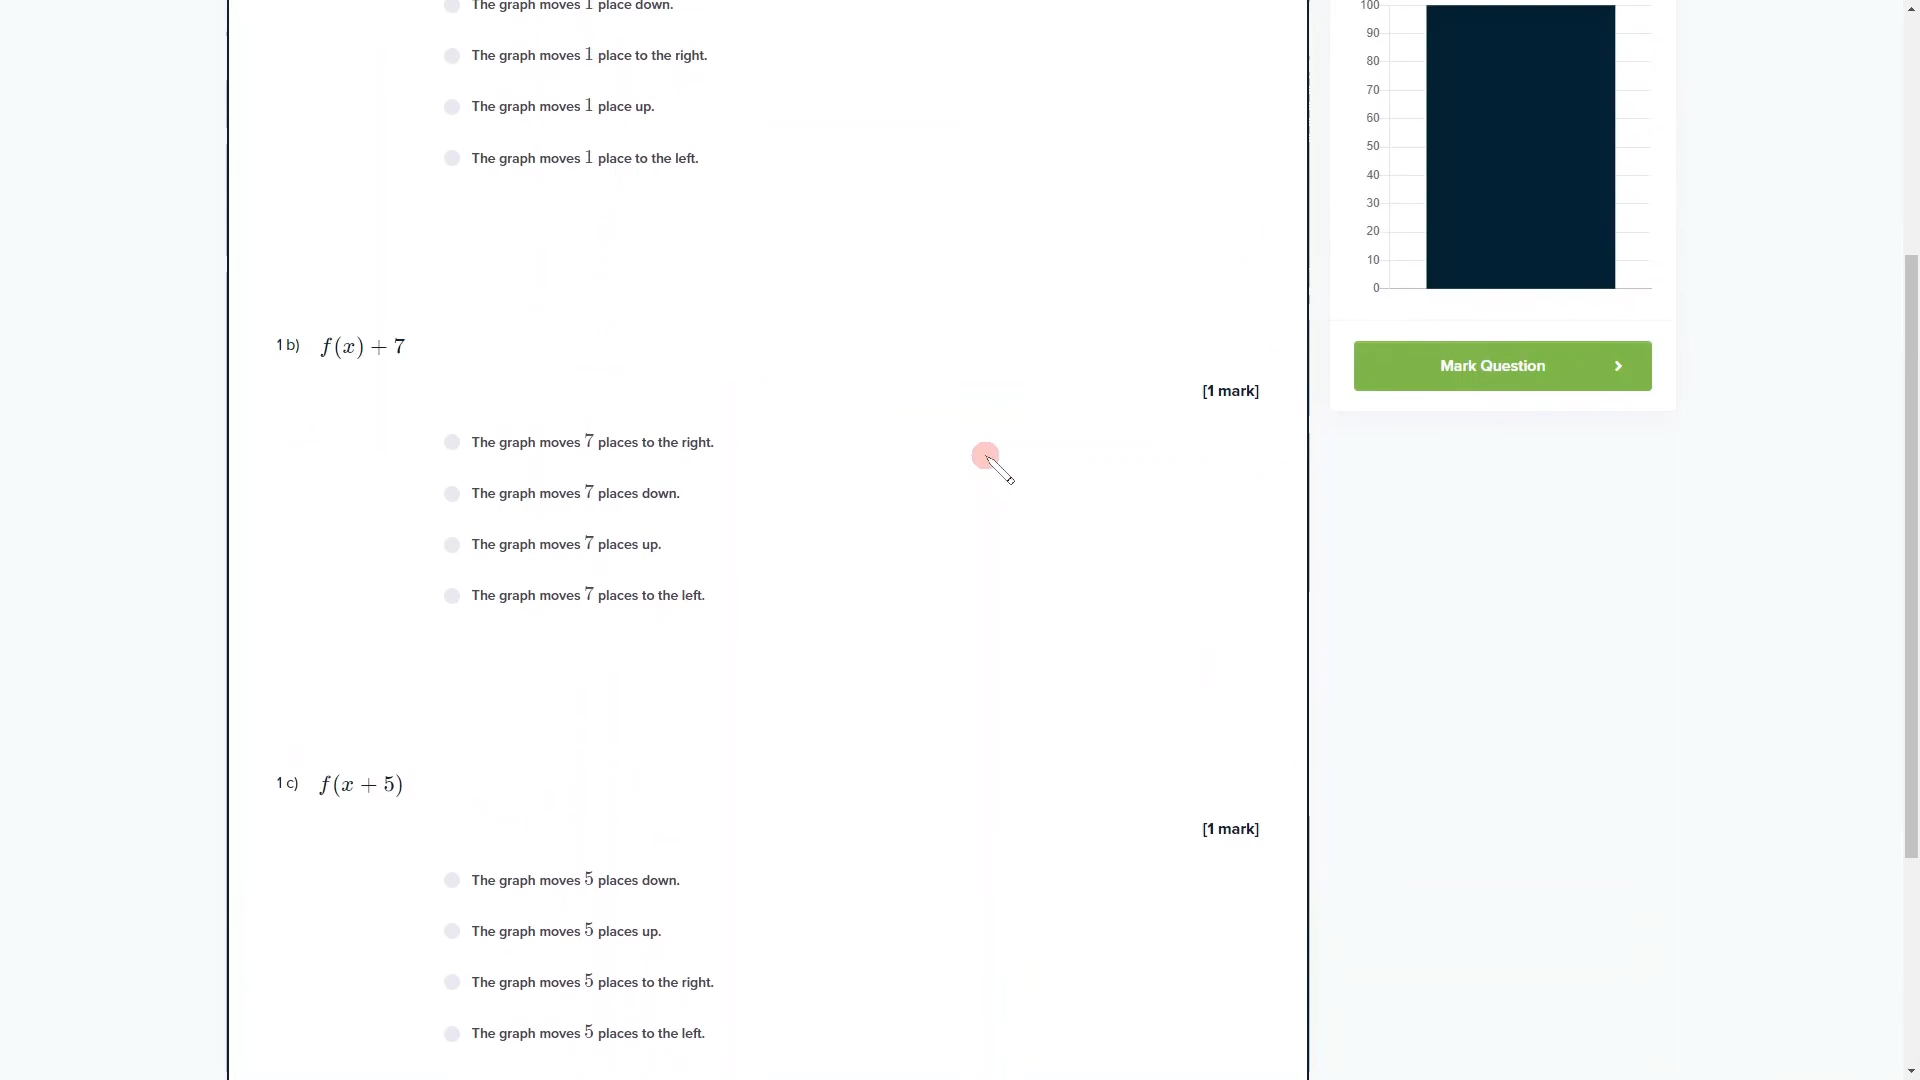 The graph moves 1 place down.
The graph moves 1 place to the right.
The graph moves 1 place up.
The graph moves 1 place to the left.
1 b) f(x) + 7
[1 mark]
The graph moves 7 places to the right.
The graph moves 7 places down.
The graph moves 7 places up.
The graph moves 7 places to the left.
1 c) f(x + 5)
[1 mark]
The graph moves 5 places down.
The graph moves 5 places up.
The graph moves 5 places to the right.
The graph moves 5 places to the left.
100
90
80
70
60
50
40
30
20
10
0
Mark Question